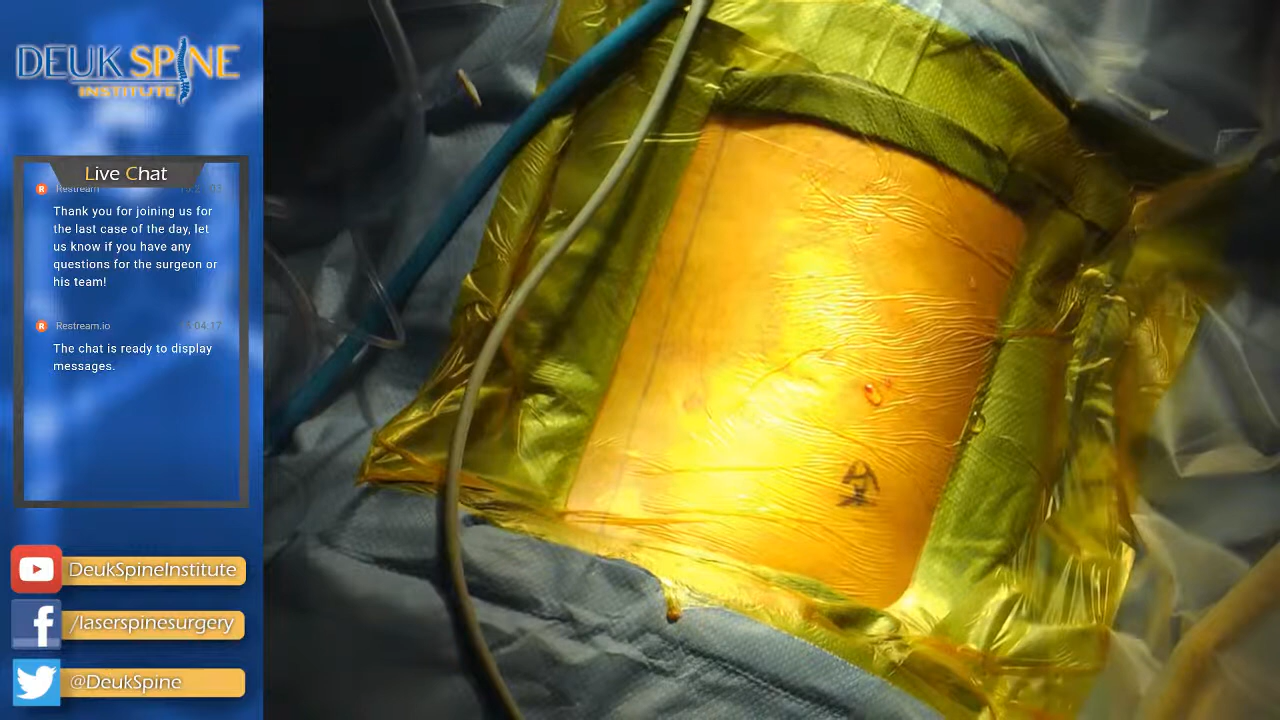 DEUK SPINE
INSTITUTE
Live Chat
Restream
Thank you for joining us for
the last case of the day, let
us know if you have any
questions for the surgeon or
his team!
Restream.io
The chat is ready to display
messages.
DeukSpineInstitute
/laserspinesurgery
@DeukSpine